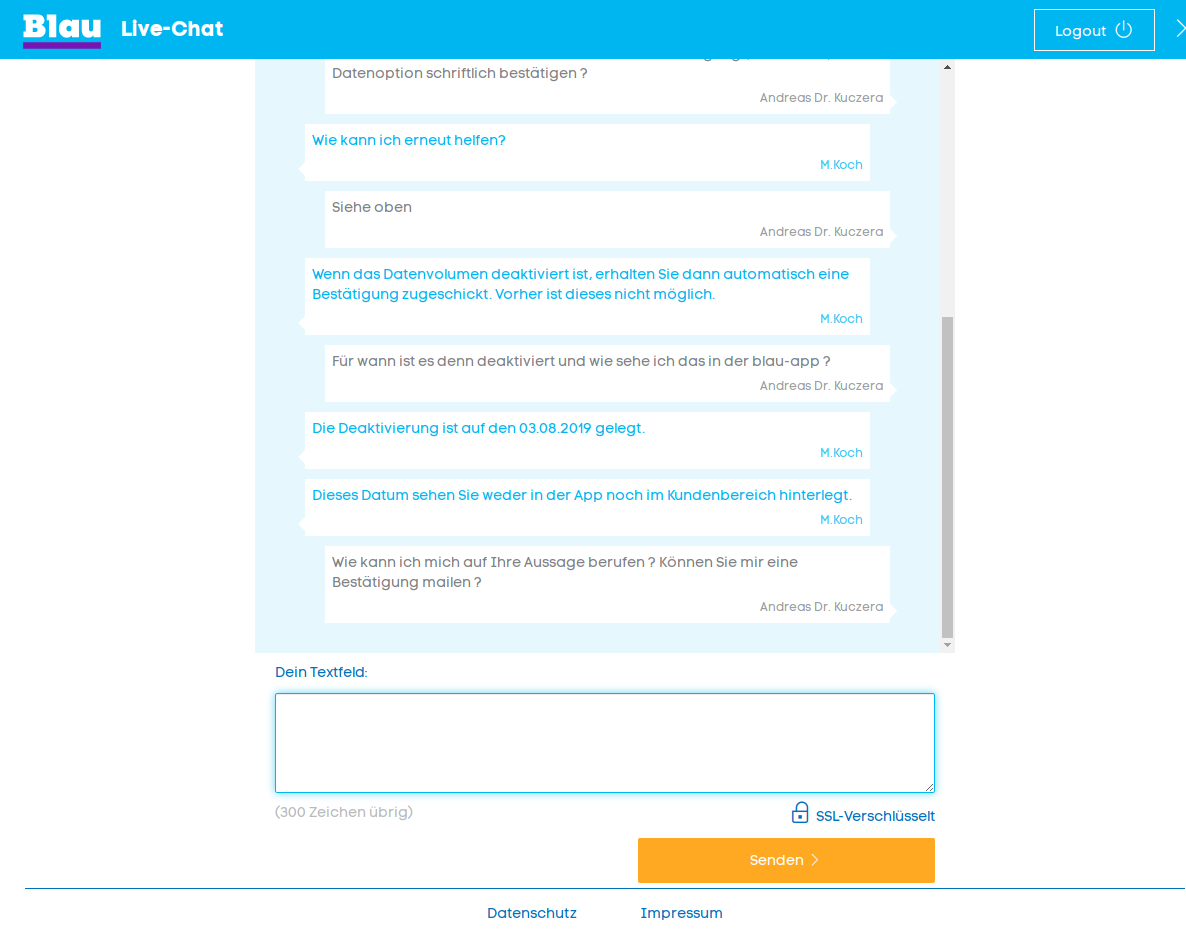 Blau Live-Chat
Logout
Datenoption schriftlich bestätigen ?
Andreas Dr. Kuczera
Wie kann ich erneut helfen?
M.Koch
Siehe oben
Andreas Dr. Kuczera
Wenn das Datenvolumen deaktiviert ist, erhalten Sie dann automatisch eine
Bestätigung zugeschickt. Vorher ist dieses nicht möglich.
M.Koch
Für wann ist es denn deaktiviert und wie sehe ich das in der blau-app ?
Andreas Dr. Kuczera
Die Deaktivierung ist auf den 03.08.2019 gelegt.
M.Koch
Dieses Datum sehen Sie weder in der App noch im Kundenbereich hinterlegt.
M.Koch
Wie kann ich mich auf Ihre Aussage berufen ? Können Sie mir eine
Bestätigung mailen ?
Andreas Dr. Kuczera
Dein Textfeld:
(300 Zeichen übrig)
SSL-Verschlüsselt
Senden
Datenschutz
Impressum